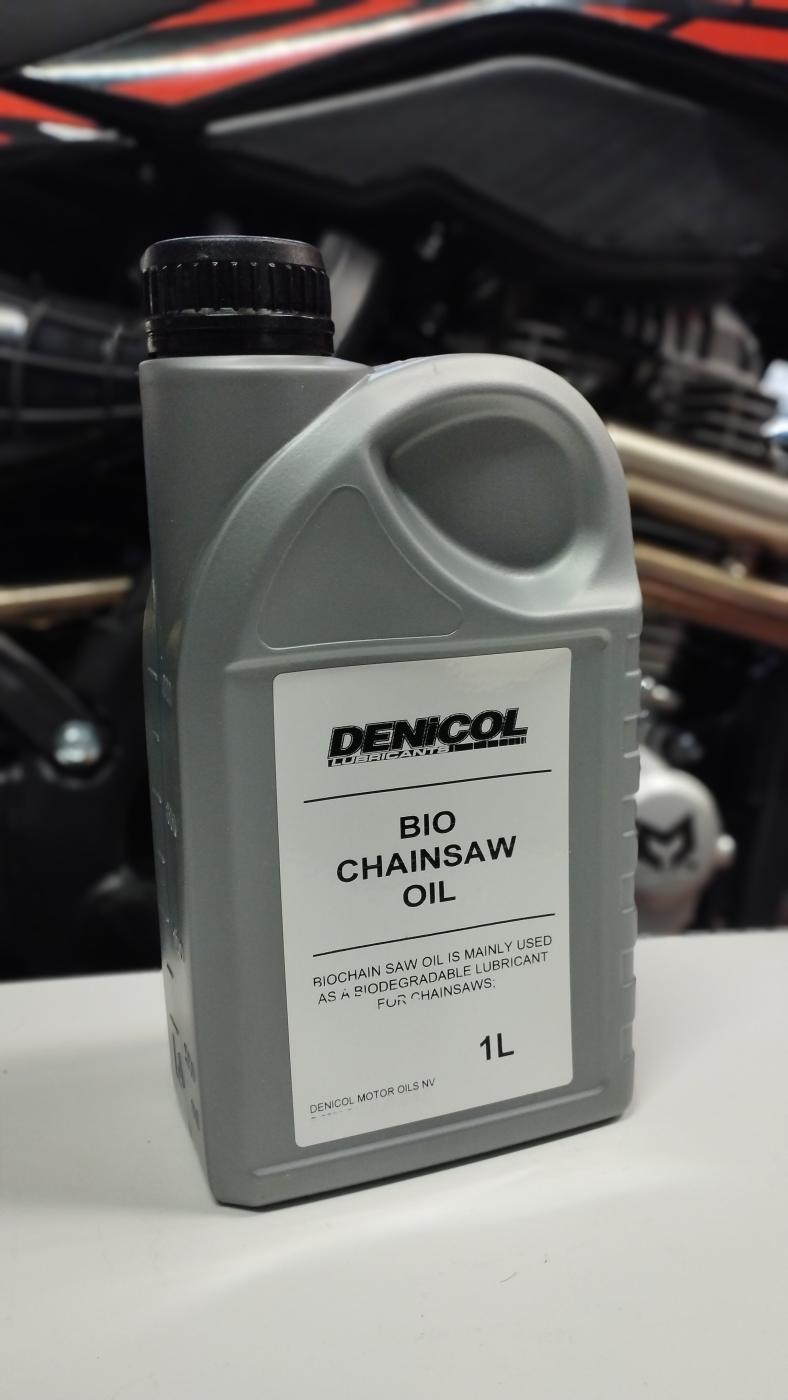 DENiCOL
LUBRICANTS
BIO
CHAINSAW
OIL
BIOCHAIN SAW OIL IS MAINLY USED
AS A BIODEGRADABLE LUBRICANT
FOR CHAINSAWS;
1L
DENICOL MOTOR OILS NV